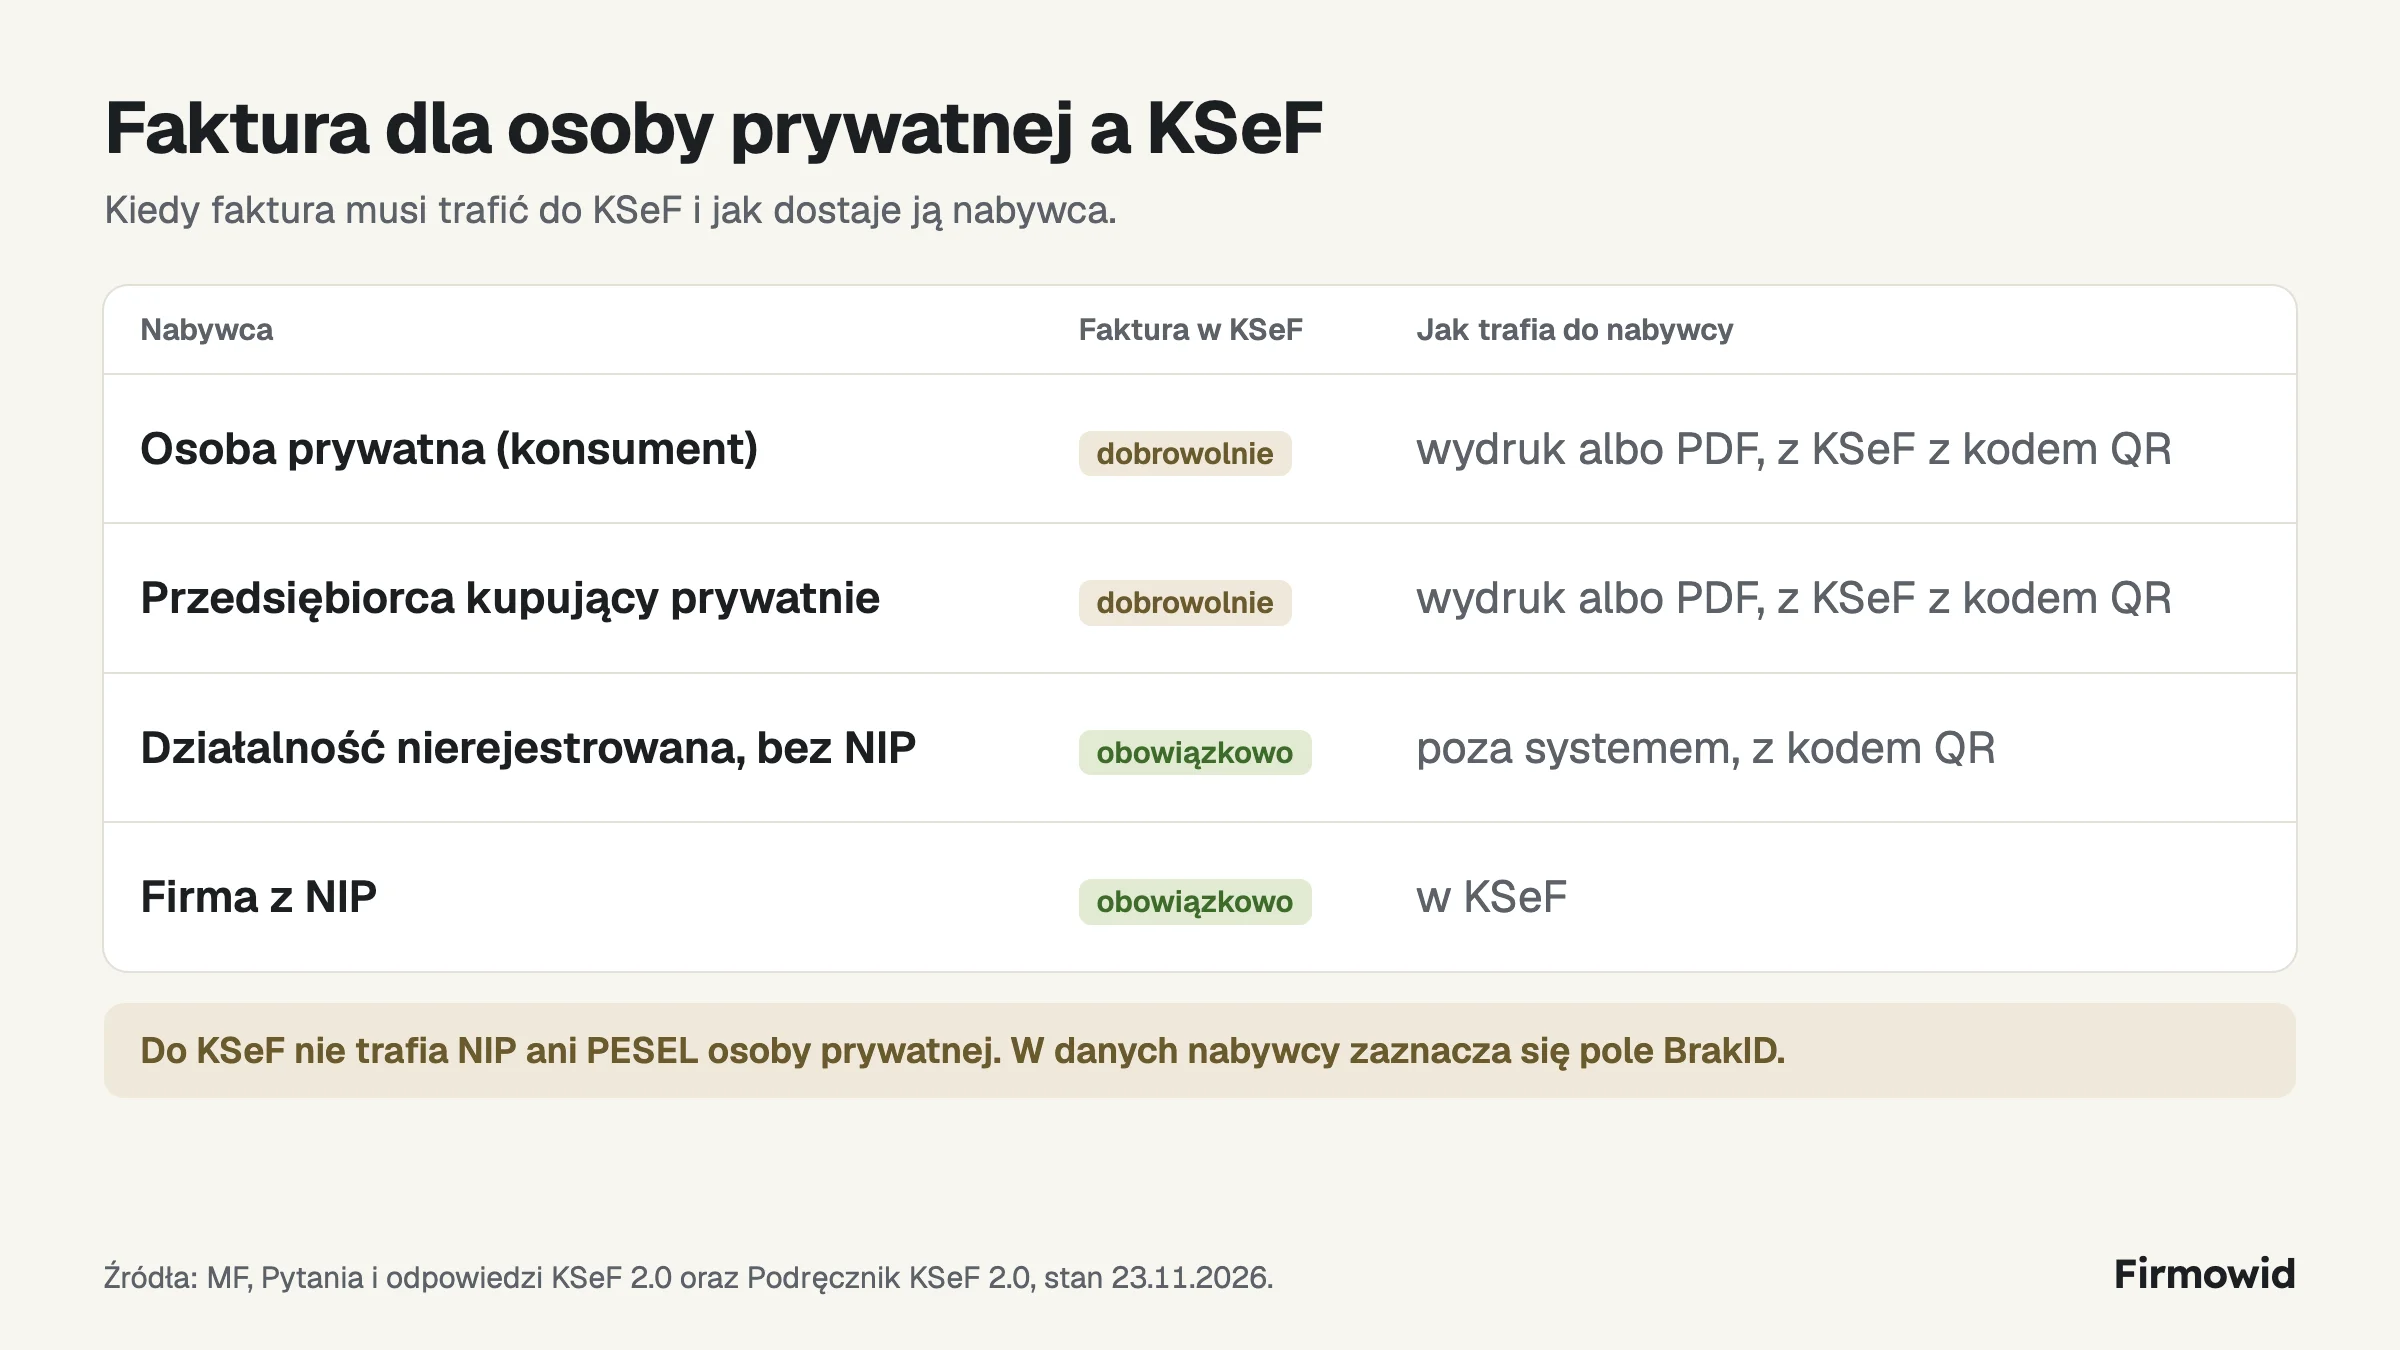 Faktura dla osoby prywatnej a KSeF
Kiedy faktura musi trafić do KSeF i jak dostaje ją nabywca.
Nabywca Faktura w KSeF Jak trafia do nabywcy
Osoba prywatna (konsument) dobrowolnie wydruk albo PDF, z KSeF z kodem QR
Przedsiębiorca kupujący prywatnie dobrowolnie wydruk albo PDF, z KSeF z kodem QR
Działalność nierejestrowana, bez NIP obowiązkowo poza systemem, z kodem QR
Firma z NIP obowiązkowo w KSeF
Do KSeF nie trafia NIP ani PESEL osoby prywatnej. W danych nabywcy zaznacza się pole BrakID.
Źródła: MF, Pytania i odpowiedzi KSeF 2.0 oraz Podręcznik KSeF 2.0, stan 23.11.2026.
Firmowid